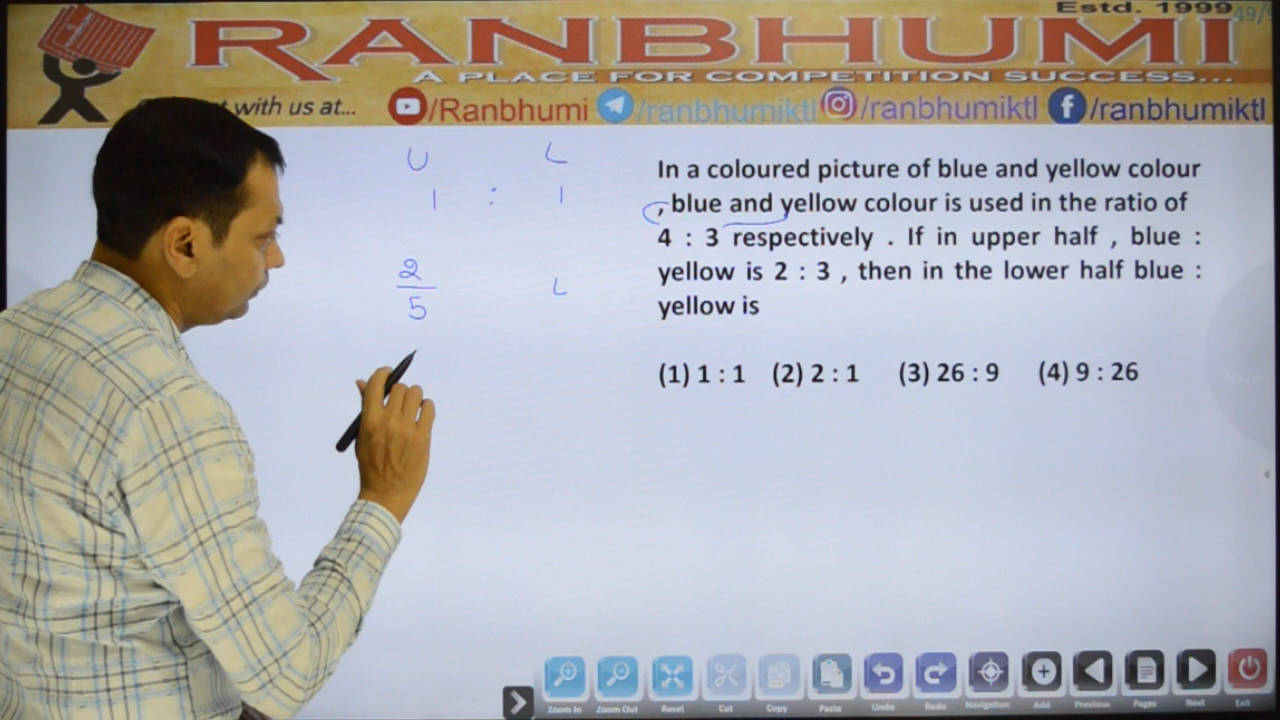 Estd. 1999
49/
RANBHUMI
A PLACE FOR COMPETITION SUCCESS...
with us at...
/Ranbhumi
/ranbhumiktl
/ranbhumiktl
/ranbhumiktl
U L
1 : 1
2
5
L
In a coloured picture of blue and yellow colour
, blue and yellow colour is used in the ratio of
4 : 3 respectively . If in upper half , blue :
yellow is 2 : 3 , then in the lower half blue :
yellow is
(1) 1 : 1 (2) 2 : 1 (3) 26 : 9 (4) 9 : 26
Zoom In Zoom Out Reset Cut Copy Paste Undo Redo Navigation Add Previous Pages Next Exit